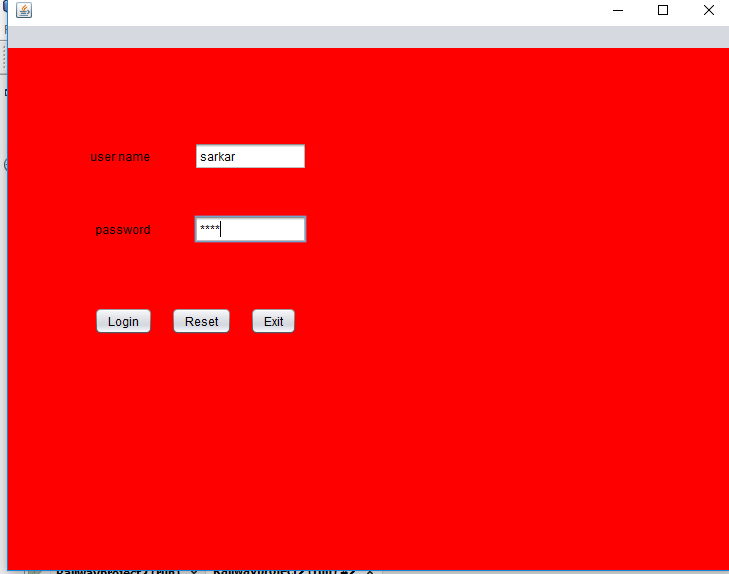 user name sarkar
password ****
Login Reset Exit